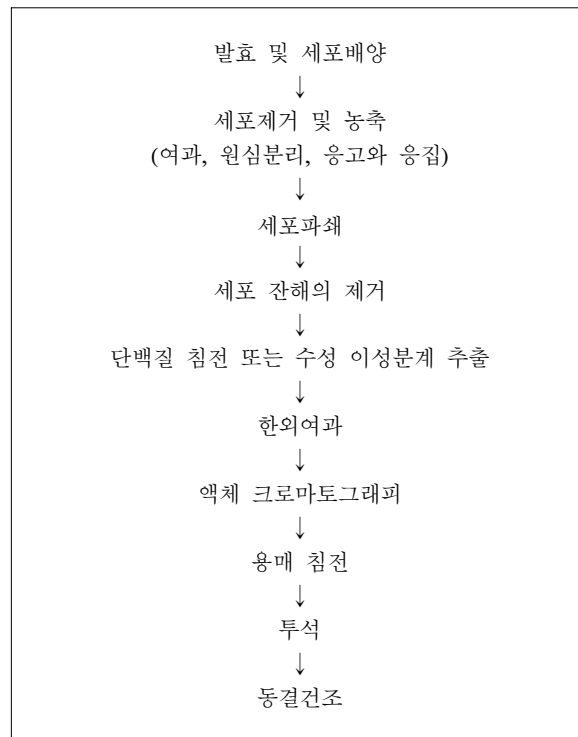 발효 및 세포배양
↓
세포제거 및 농축
(여과, 원심분리, 응고와 응집)
↓
세포파쇄
↓
세포 잔해의 제거
↓
단백질 침전 또는 수성 이성분계 추출
↓
한외여과
↓
액체 크로마토그래피
↓
용매 침전
↓
투석
↓
동결건조